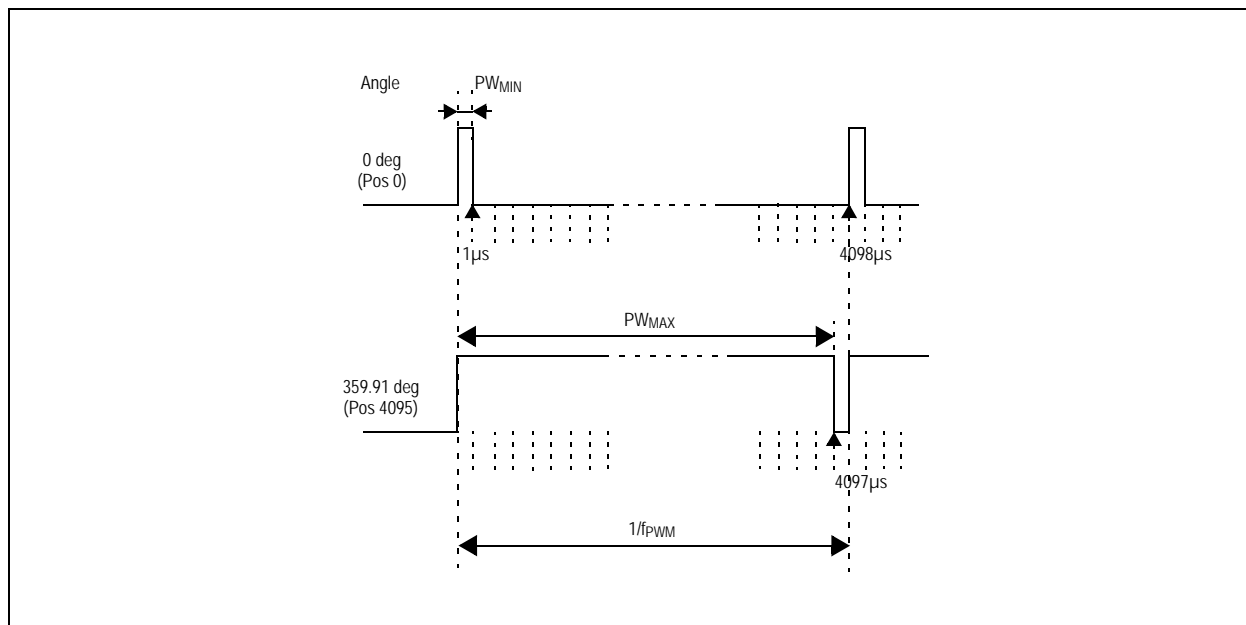 Angle
PWMIN
0 deg
(Pos 0)
1µs
4098µs
PWMAX
359.91 deg
(Pos 4095)
4097µs
1/fPWM